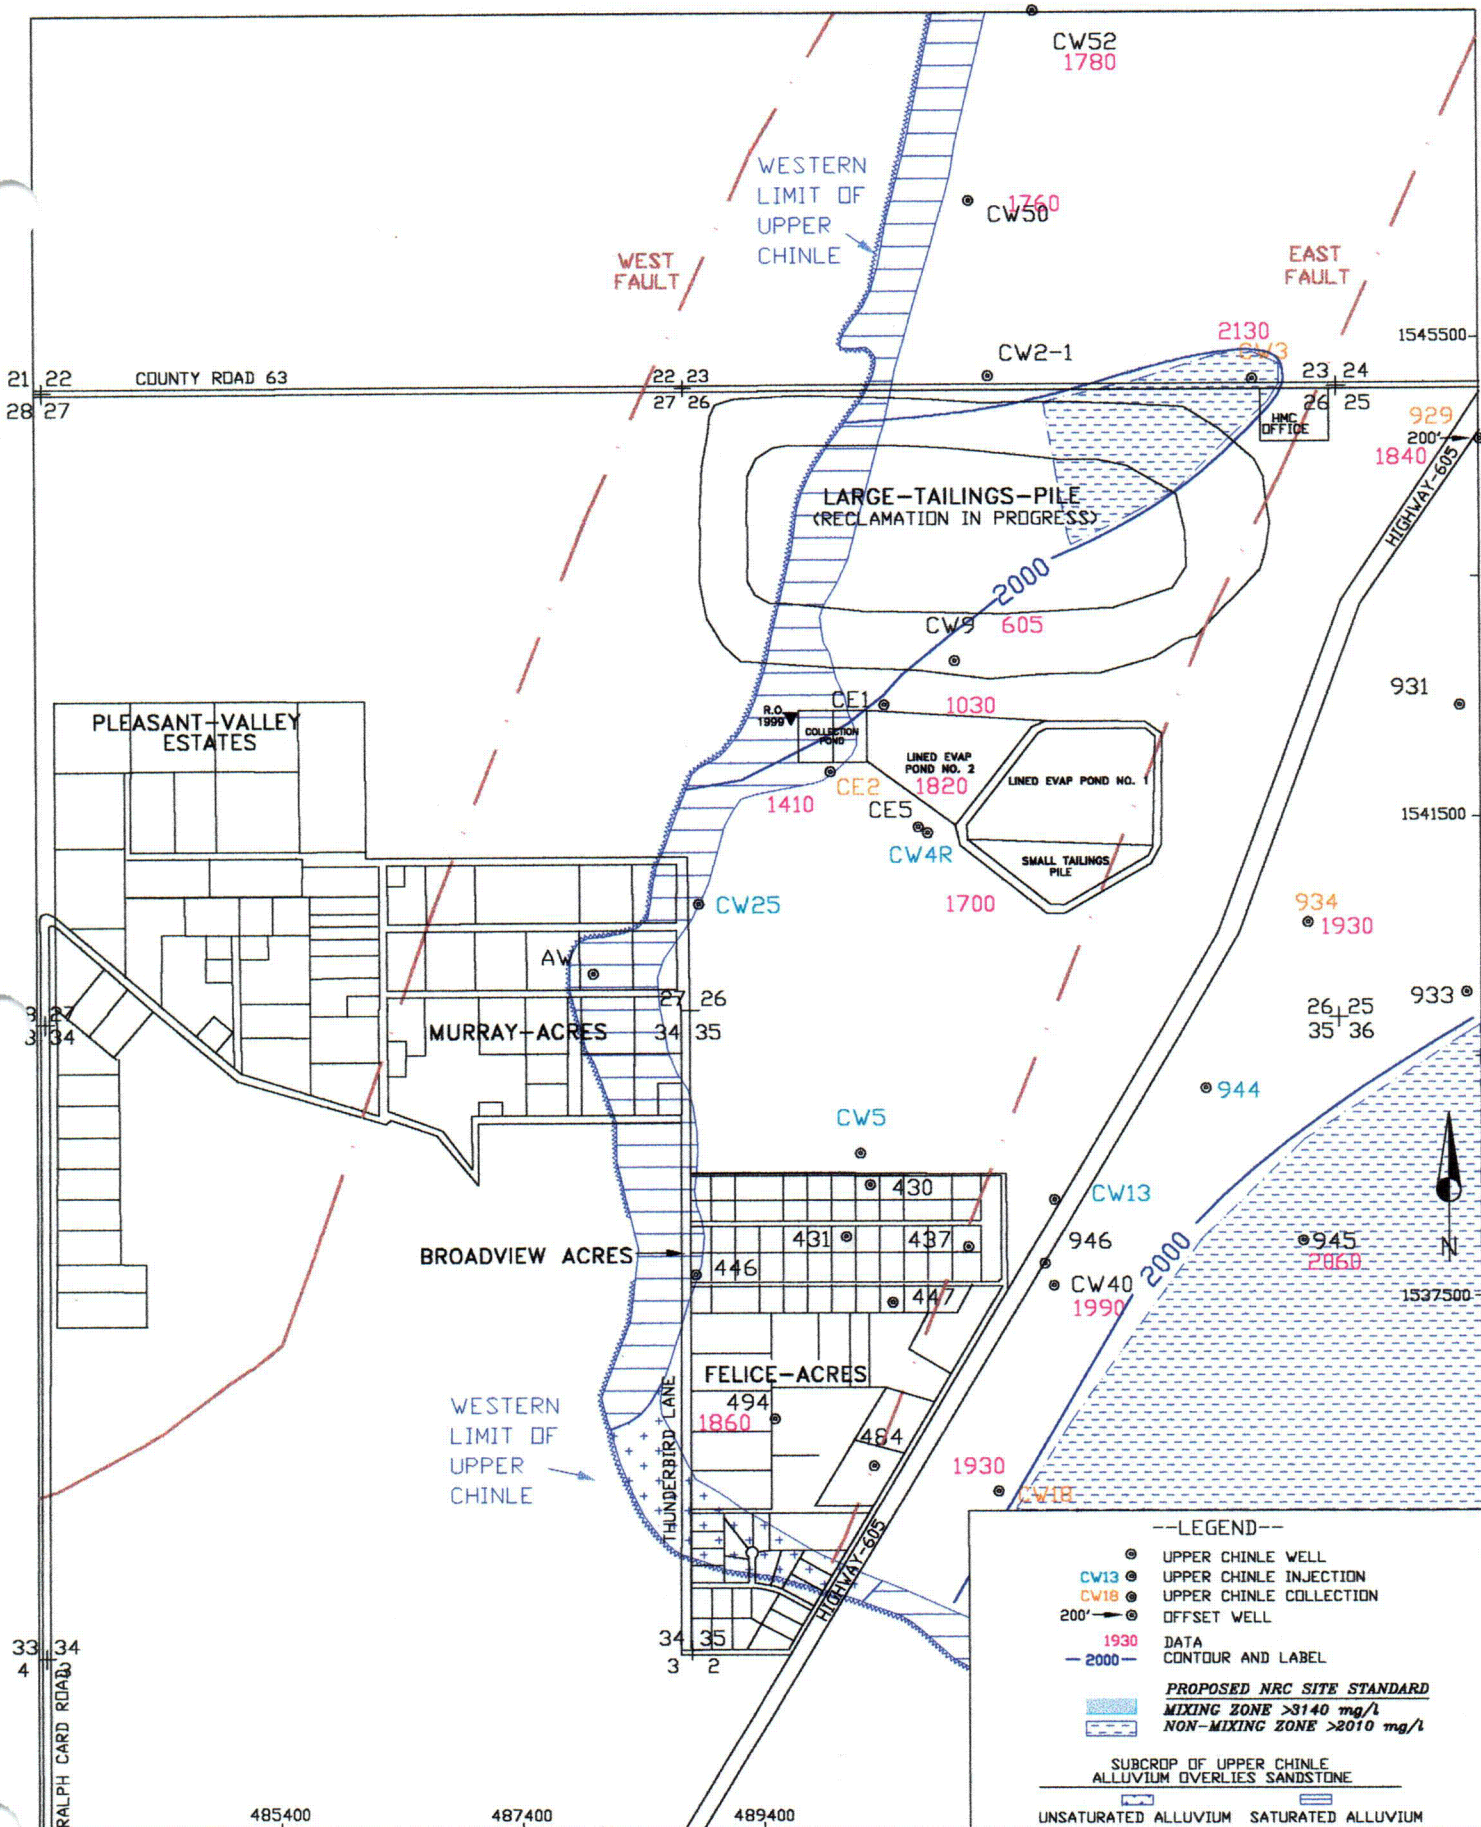 CW52
1780
WESTERN
LIMIT OF
UPPER
CHINLE
1760
CW50
WEST
FAULT
EAST
FAULT
2130
CW3
1545500
CW2-1
21 22
28 27
COUNTY ROAD 63
22 23
27 26
23 24
26 25
HMC
OFFICE
929
200'
1840
HIGHWAY-605
LARGE-TAILINGS-PILE
(RECLAMATION IN PROGRESS)
2000
CW9
605
931
CE1
1030
R.O.
1999
COLLECTION
POND
PLEASANT-VALLEY
ESTATES
LINED EVAP
POND NO. 2
LINED EVAP POND NO. 1
CE2
1820
1410
CE5
1541500
CW4R
SMALL TAILINGS
PILE
CW25
1700
934
1930
AW
27 26
34 35
933
26 25
35 36
27
3 34
MURRAY-ACRES
944
CW5
430
CW13
431
437
945
2060
946
BROADVIEW ACRES
446
CW40
1990
2000
N
447
1537500
FELICE-ACRES
494
1860
THUNDERBIRD LANE
484
WESTERN
LIMIT OF
UPPER
CHINLE
1930
CW18
HIGHWAY-605
33 34
4 3
34 35
3 2
RALPH CARD ROAD
485400
487400
489400
--LEGEND--
UPPER CHINLE WELL
CW13 UPPER CHINLE INJECTION
CW18 UPPER CHINLE COLLECTION
200' OFFSET WELL
1930 DATA
2000 CONTOUR AND LABEL
PROPOSED NRC SITE STANDARD
MIXING ZONE >3140 mg/l
NON-MIXING ZONE >2010 mg/l
SUBCROP OF UPPER CHINLE
ALLUVIUM OVERLIES SANDSTONE
UNSATURATED ALLUVIUM SATURATED ALLUVIUM